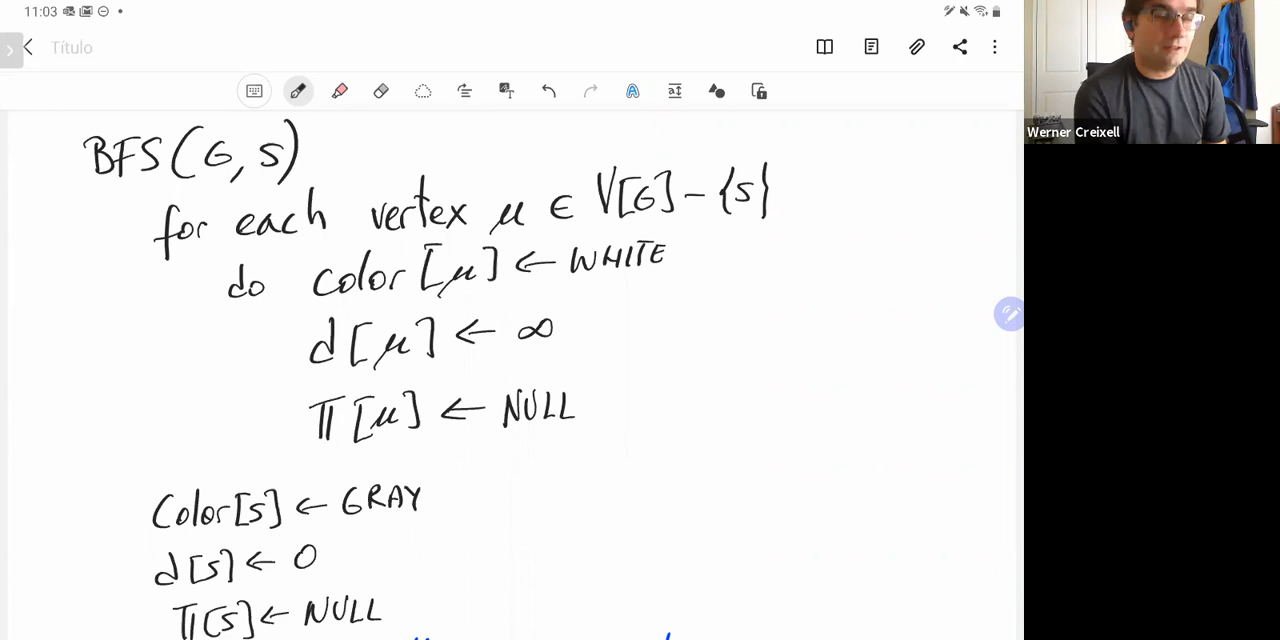 11:03
Título
Werner Creixell
BFS(G, S)
for each vertex μ ∈ V[G] - {S}
do color [μ] ← WHITE
d[μ] ← ∞
π[μ] ← NULL
Color[S] ← GRAY
d[S] ← 0
π[S] ← NULL